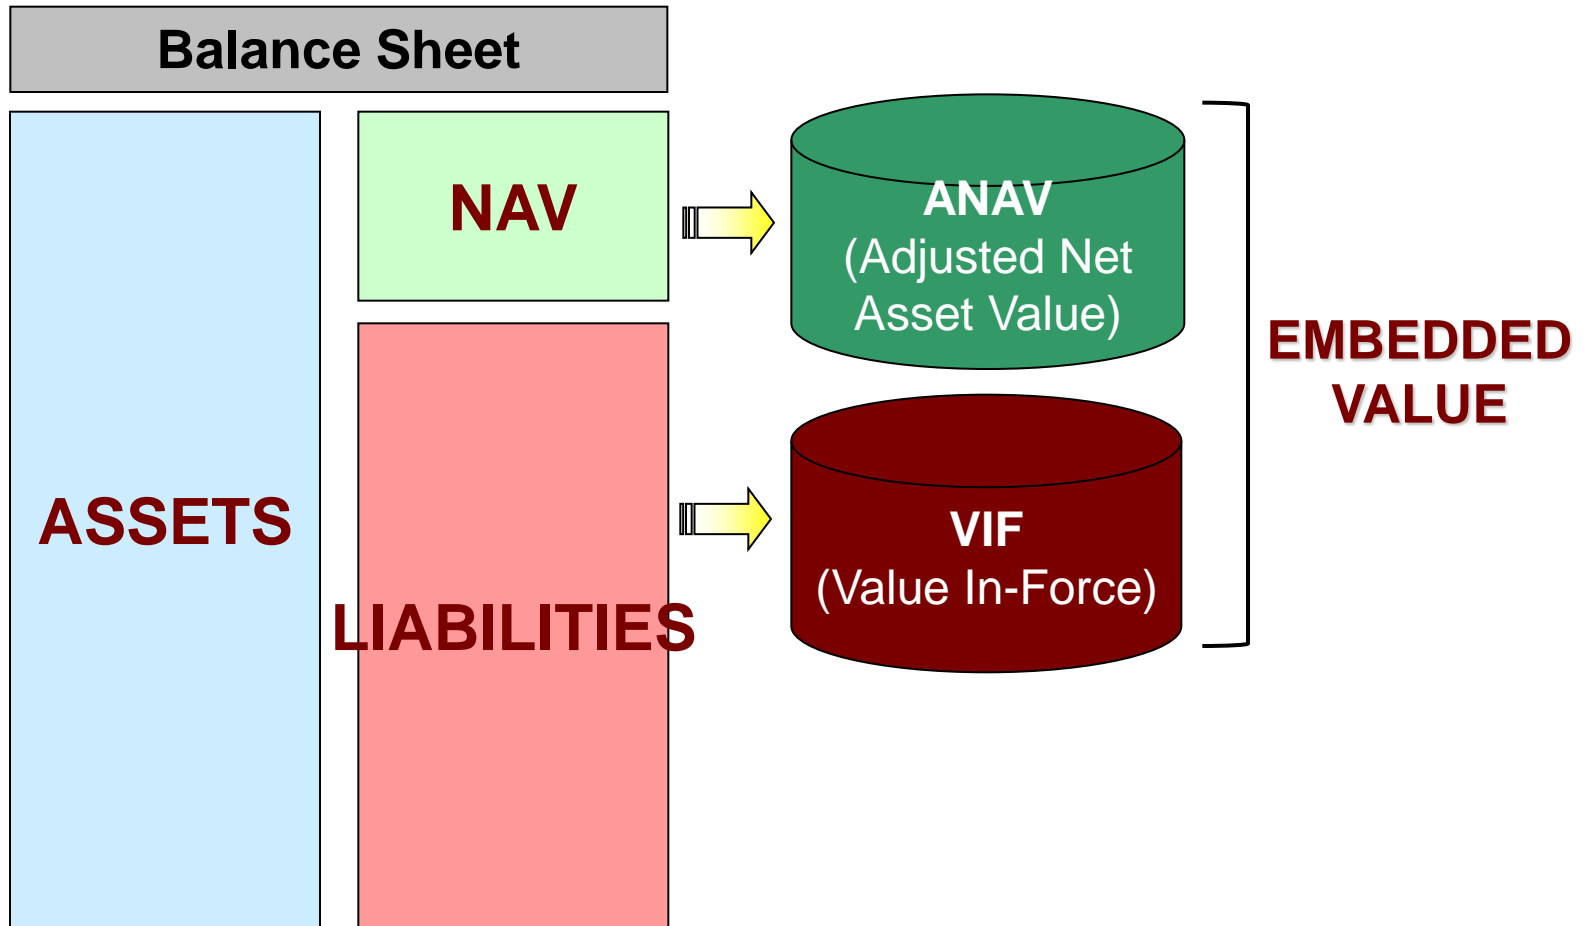 Balance Sheet
ASSETS
NAV
LIABILITIES
ANAV
(Adjusted Net
Asset Value)
VIF
(Value In-Force)
EMBEDDED
VALUE